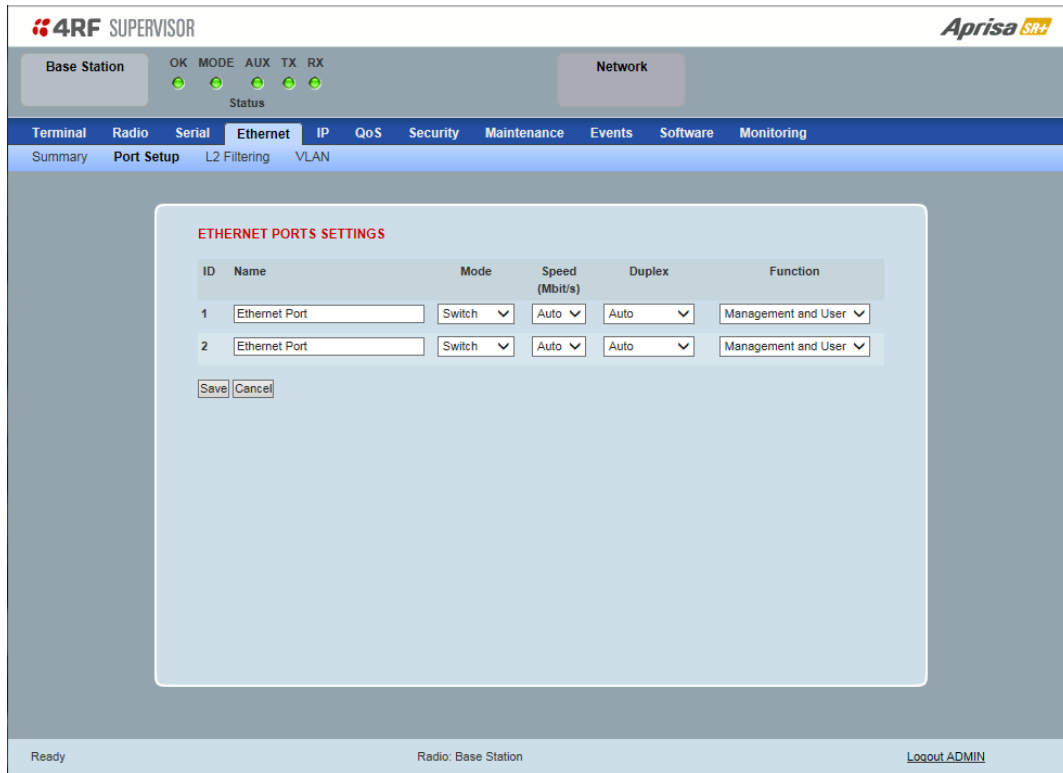 4RF SUPERVISOR
Aprisa SR+
Base Station
OK MODE AUX TX RX
Status
Network
Terminal Radio Serial Ethernet IP QoS Security Maintenance Events Software Monitoring
Summary Port Setup L2 Filtering VLAN
ETHERNET PORTS SETTINGS
ID Name Mode Speed (Mbit/s) Duplex Function
1 Ethernet Port Switch Auto Auto Management and User
2 Ethernet Port Switch Auto Auto Management and User
Save Cancel
Ready Radio: Base Station Logout ADMIN